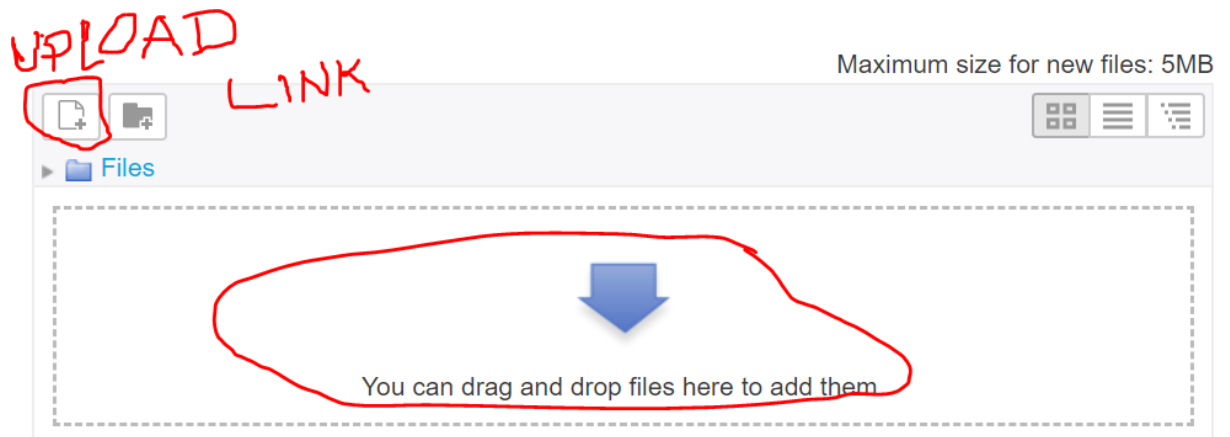 UPLOAD
LINK
Maximum size for new files: 5MB
Files
You can drag and drop files here to add them